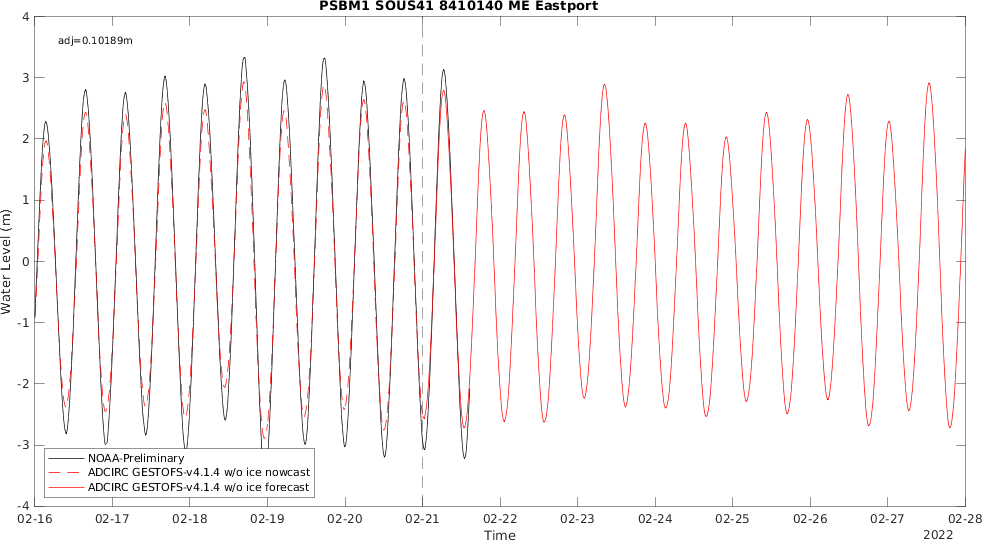 PSBM1 SOUS41 8410140 ME Eastport
adj=0.10189m
4
3
2
1
0
-1
-2
-3
-4
Water Level (m)
NOAA-Preliminary
ADCIRC GESTOFS-v4.1.4 w/o ice nowcast
ADCIRC GESTOFS-v4.1.4 w/o ice forecast
02-16 02-17 02-18 02-19 02-20 02-21 02-22 02-23 02-24 02-25 02-26 02-27 02-28
Time
2022